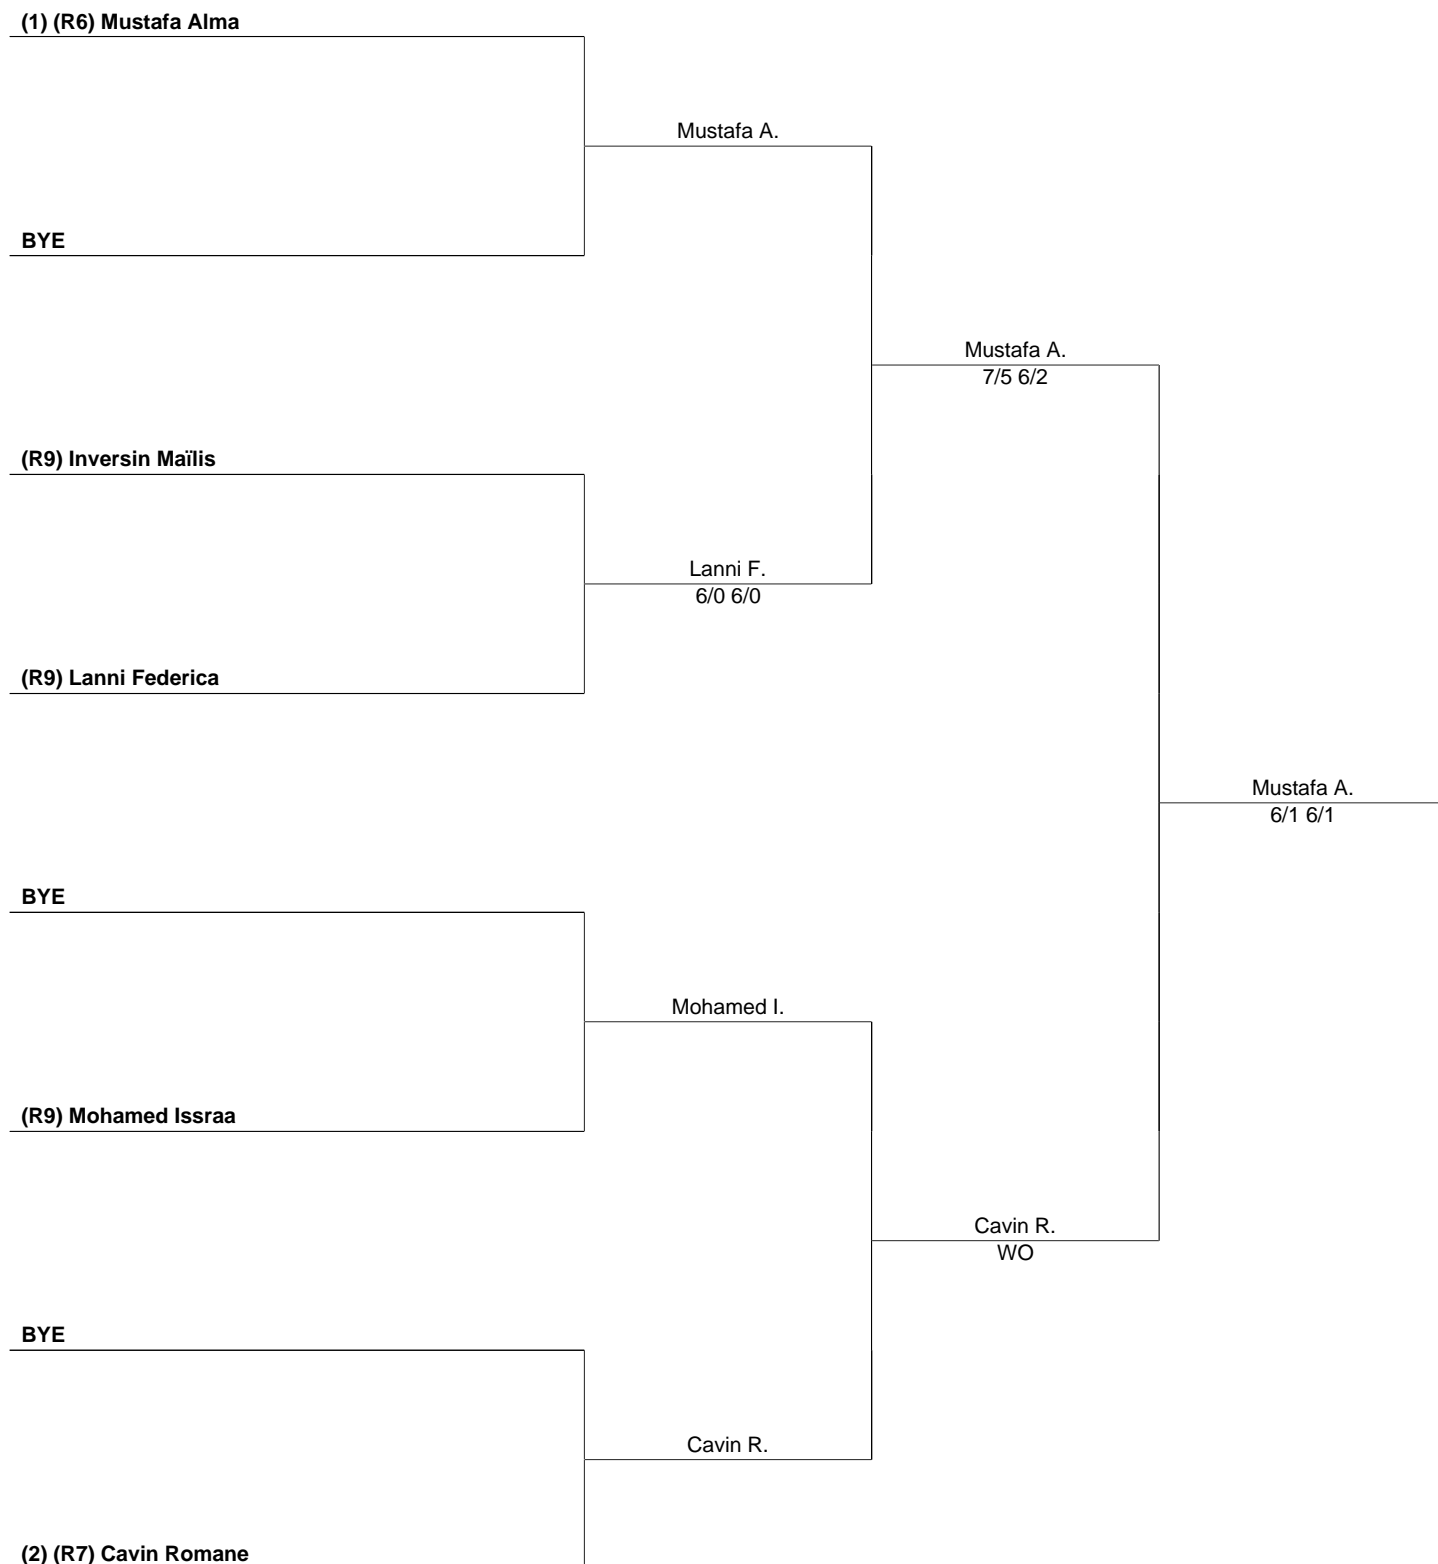 (1) (R6) Mustafa Alma
Mustafa A.
BYE
Mustafa A.
7/5 6/2
(R9) Inversin Maïlis
Lanni F.
6/0 6/0
(R9) Lanni Federica
Mustafa A.
6/1 6/1
BYE
Mohamed I.
(R9) Mohamed Issraa
Cavin R.
WO
BYE
Cavin R.
(2) (R7) Cavin Romane